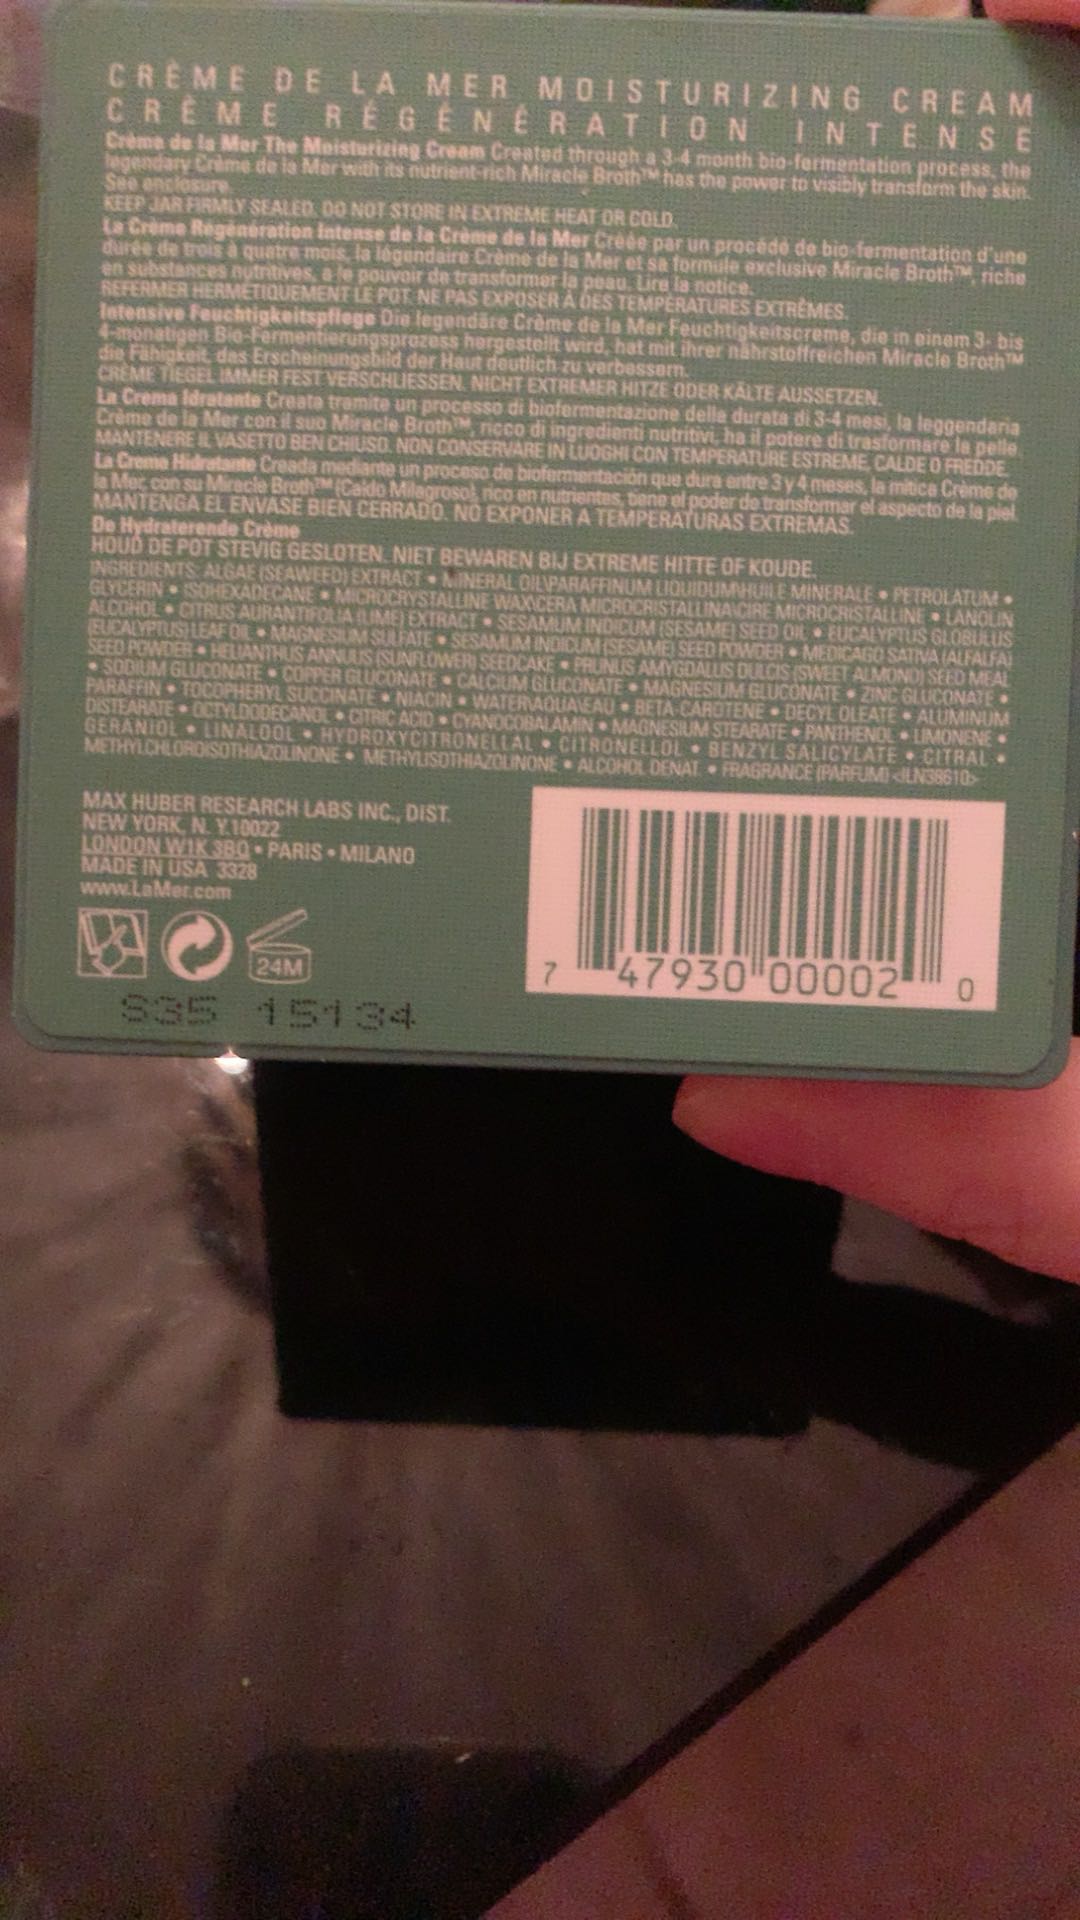 CRÈME DE LA MER MOISTURIZING CREAM
CRÈME RÉGÉNÉRATION INTENSE
Crème de la Mer The Moisturizing Cream Created through a 3-4 month bio-fermentation process, the
legendary Crème de la Mer with its nutrient-rich Miracle Broth™ has the power to visibly transform the skin.
See enclosure.
KEEP JAR FIRMLY SEALED. DO NOT STORE IN EXTREME HEAT OR COLD.
La Crème Régénération Intense de la Crème de la Mer Créée par un procédé de bio-fermentation d'une
durée de trois à quatre mois, la légendaire Crème de la Mer et sa formule exclusive Miracle Broth™, riche
en substances nutritives, a le pouvoir de transformer la peau. Lire la notice.
REFERMER HERMÉTIQUEMENT LE POT. NE PAS EXPOSER À DES TEMPÉRATURES EXTRÊMES.
Intensive Feuchtigkeitspflege Die legendäre Crème de la Mer Feuchtigkeitscreme, die in einem 3- bis
4-monatigen Bio-Fermentierungsprozess hergestellt wird, hat mit ihrer nährstoffreichen Miracle Broth™
die Fähigkeit, das Erscheinungsbild der Haut deutlich zu verbessern.
CRÈME TIEGEL IMMER FEST VERSCHLIESSEN. NICHT EXTREMER HITZE ODER KÄLTE AUSSETZEN.
La Crema Idratante Creata tramite un processo di biofermentazione della durata di 3-4 mesi, la leggendaria
Crème de la Mer con il suo Miracle Broth™, ricco di ingredienti nutritivi, ha il potere di trasformare la pelle.
MANTENERE IL VASETTO BEN CHIUSO. NON CONSERVARE IN LUOGHI CON TEMPERATURE ESTREME, CALDE O FREDDE.
La Crema Hidratante Creada mediante un proceso de biofermentación que dura entre 3 y 4 meses, la mítica Crème de
la Mer, con su Miracle Broth™ (Caldo Milagroso), rico en nutrientes, tiene el poder de transformar el aspecto de la piel.
MANTENGA EL ENVASE BIEN CERRADO. NO EXPONER A TEMPERATURAS EXTREMAS.
De Hydraterende Crème
HOUD DE POT STEVIG GESLOTEN. NIET BEWAREN BIJ EXTREME HITTE OF KOUDE.
INGREDIENTS: ALGAE (SEAWEED) EXTRACT • MINERAL OIL\PARAFFINUM LIQUIDUM\HUILE MINERALE • PETROLATUM •
GLYCERIN • ISOHEXADECANE • MICROCRYSTALLINE WAX\CERA MICROCRISTALLINA\CIRE MICROCRISTALLINE • LANOLIN
ALCOHOL • CITRUS AURANTIFOLIA (LIME) EXTRACT • SESAMUM INDICUM (SESAME) SEED OIL • EUCALYPTUS GLOBULUS
(EUCALYPTUS) LEAF OIL • MAGNESIUM SULFATE • SESAMUM INDICUM (SESAME) SEED POWDER • MEDICAGO SATIVA (ALFALFA)
SEED POWDER • HELIANTHUS ANNUUS (SUNFLOWER) SEEDCAKE • PRUNUS AMYGDALUS DULCIS (SWEET ALMOND) SEED MEAL
• SODIUM GLUCONATE • COPPER GLUCONATE • CALCIUM GLUCONATE • MAGNESIUM GLUCONATE • ZINC GLUCONATE •
PARAFFIN • TOCOPHERYL SUCCINATE • NIACIN • WATER\AQUA\EAU • BETA-CAROTENE • DECYL OLEATE • ALUMINUM
DISTEARATE • OCTYLDODECANOL • CITRIC ACID • CYANOCOBALAMIN • MAGNESIUM STEARATE • PANTHENOL • LIMONENE •
GERANIOL • LINALOOL • HYDROXYCITRONELLAL • CITRONELLOL • BENZYL SALICYLATE • CITRAL •
METHYLCHLOROISOTHIAZOLINONE • METHYLISOTHIAZOLINONE • ALCOHOL DENAT. • FRAGRANCE (PARFUM) <ILN38610>
MAX HUBER RESEARCH LABS INC., DIST.
NEW YORK, N. Y.10022
LONDON W1K 3BQ • PARIS • MILANO
MADE IN USA 3328
www.LaMer.com
24M
7 47930 00002 0
S35 15134